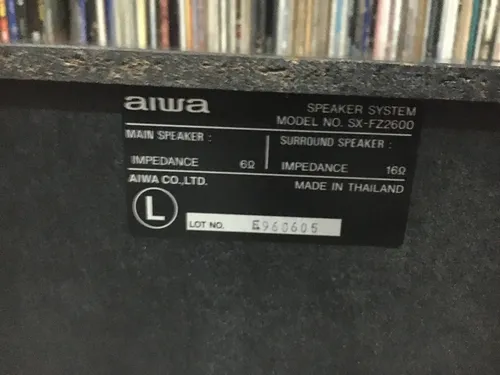 aiwa
SPEAKER SYSTEM
MODEL NO. SX-FZ2600
MAIN SPEAKER :
IMPEDANCE 6Ω
SURROUND SPEAKER :
IMPEDANCE 16Ω
AIWA CO.,LTD.
MADE IN THAILAND
L
LOT NO. E960605